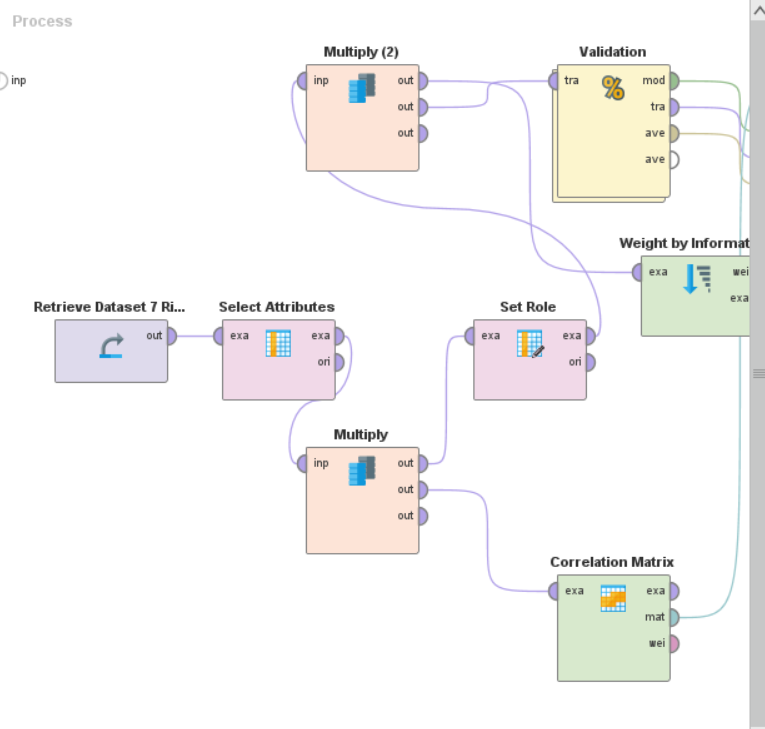 Process
inp
Multiply (2)
inp
out
out
out
Validation
tra
mod
tra
ave
ave
Weight by Informat
exa
wei
exa
Retrieve Dataset 7 Ri...
out
Select Attributes
exa
exa
ori
Set Role
exa
exa
ori
Multiply
inp
out
out
out
Correlation Matrix
exa
exa
mat
wei